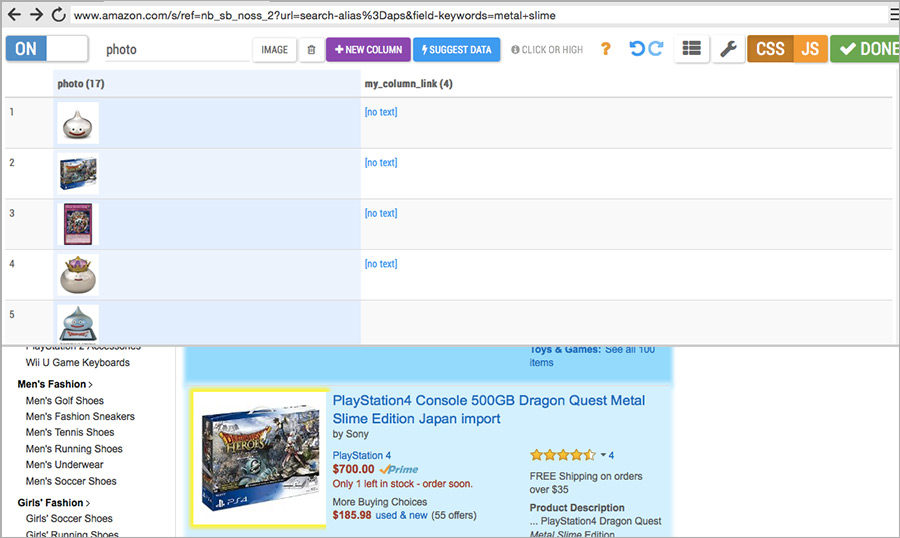 www.amazon.com/s/ref=nb_sb_noss_2?url=search-alias%3Daps&field-keywords=metal+slime
ON photo IMAGE + NEW COLUMN SUGGEST DATA CLICK OR HIGH ? CSS JS DONE
photo (17) my_column_link (4)
1 [no text]
2 [no text]
3 [no text]
4 [no text]
5
PlayStation 2 Accessories
Wii U Game Keyboards
Men's Fashion ›
Men's Golf Shoes
Men's Fashion Sneakers
Men's Tennis Shoes
Men's Running Shoes
Men's Underwear
Men's Soccer Shoes
Girls' Fashion ›
Girls' Soccer Shoes
Girls' Running Shoes
Toys & Games: See all 100
items
DRAGON QUEST
HEROES
PS4
PlayStation4 Console 500GB Dragon Quest Metal
Slime Edition Japan import
by Sony
PlayStation 4
$700.00 Prime
Only 1 left in stock - order soon.
More Buying Choices
$185.98 used & new (55 offers)
4
FREE Shipping on orders
over $35
Product Description
... PlayStation4 Dragon Quest
Metal Slime Edition